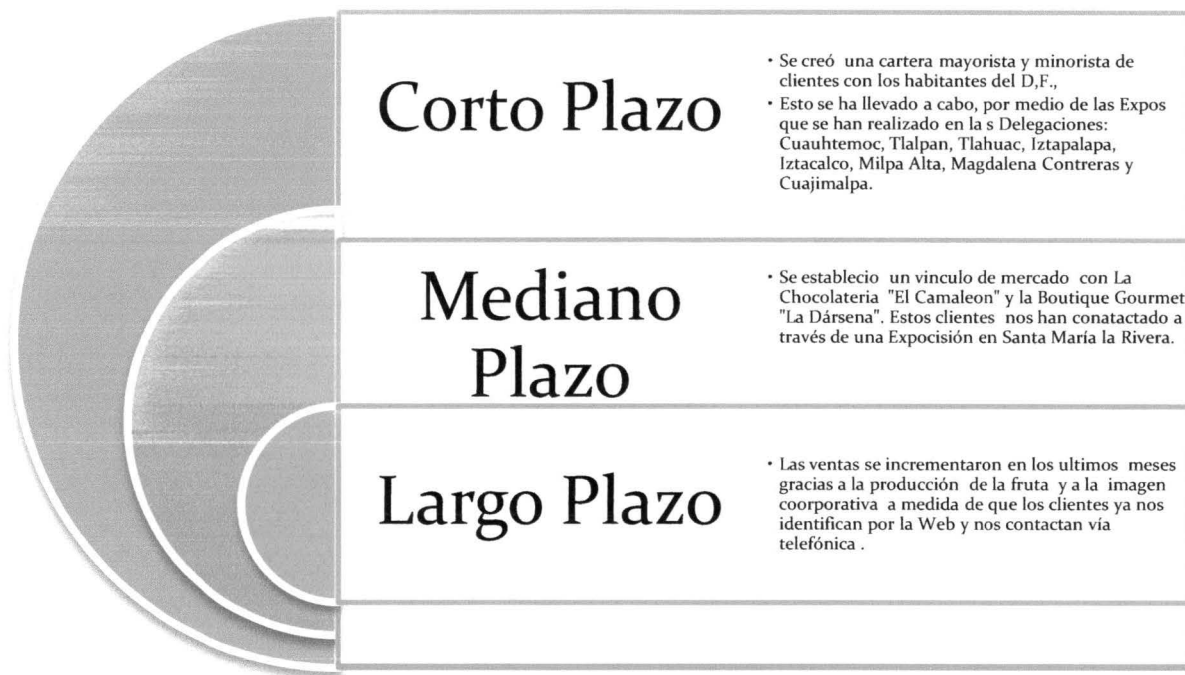 Corto Plazo
• Se creó una cartera mayorista y minorista de
clientes con los habitantes del D,F.,
• Esto se ha llevado a cabo, por medio de las Expos
que se han realizado en la s Delegaciones:
Cuauhtemoc, Tlalpan, Tlahuac, Iztapalapa,
Iztacalco, Milpa Alta, Magdalena Contreras y
Cuajimalpa.
Mediano
Plazo
• Se establecio un vinculo de mercado con La
Chocolateria "El Camaleon" y la Boutique Gourmet
"La Dársena". Estos clientes nos han conatactado a
través de una Expocisión en Santa María la Rivera.
Largo Plazo
• Las ventas se incrementaron en los ultimos meses
gracias a la producción de la fruta y a la imagen
coorporativa a medida de que los clientes ya nos
identifican por la Web y nos contactan vía
telefónica .